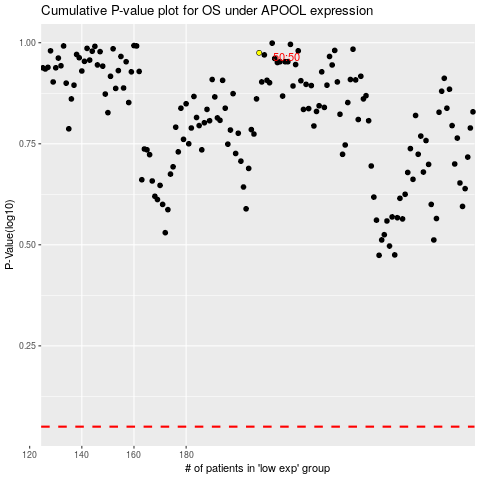 Cumulative P-value plot for OS under APOOL expression
1.00
50:50
0.75
0.50
0.25
P-Value(log10)
120 140 160 180
# of patients in 'low exp' group